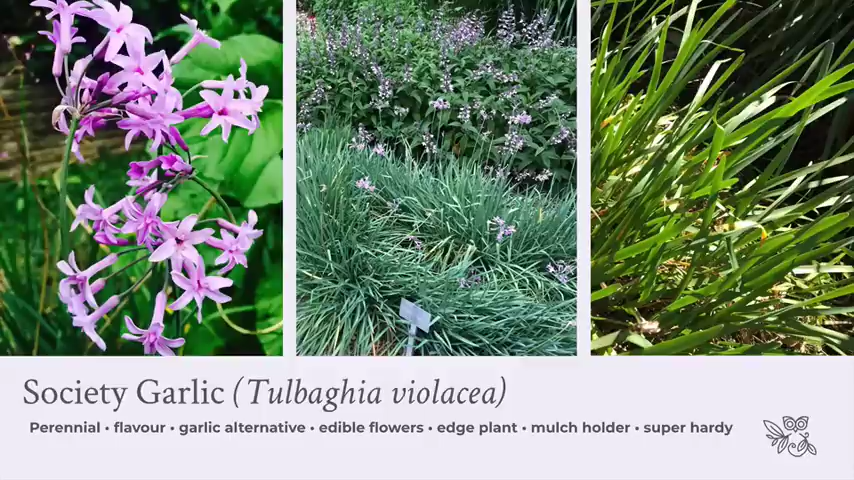 Society Garlic (Tulbaghia violacea)
Perennial • flavour • garlic alternative • edible flowers • edge plant • mulch holder • super hardy